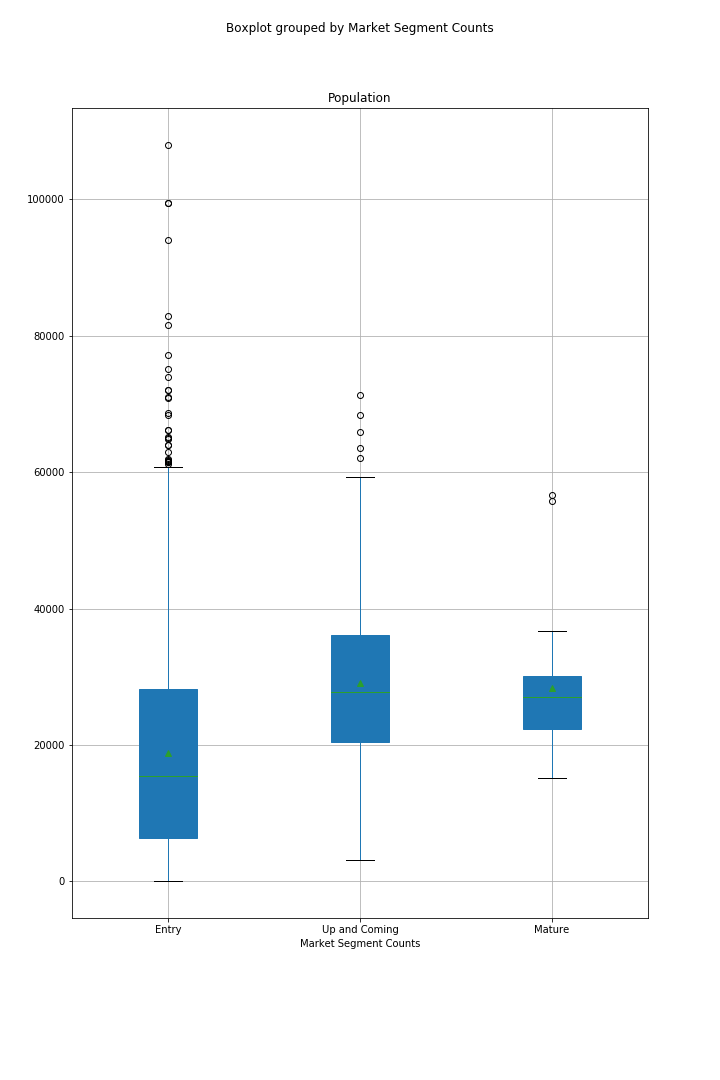 Boxplot grouped by Market Segment Counts
Population
100000
80000
60000
40000
20000
0
Entry
Up and Coming
Mature
Market Segment Counts